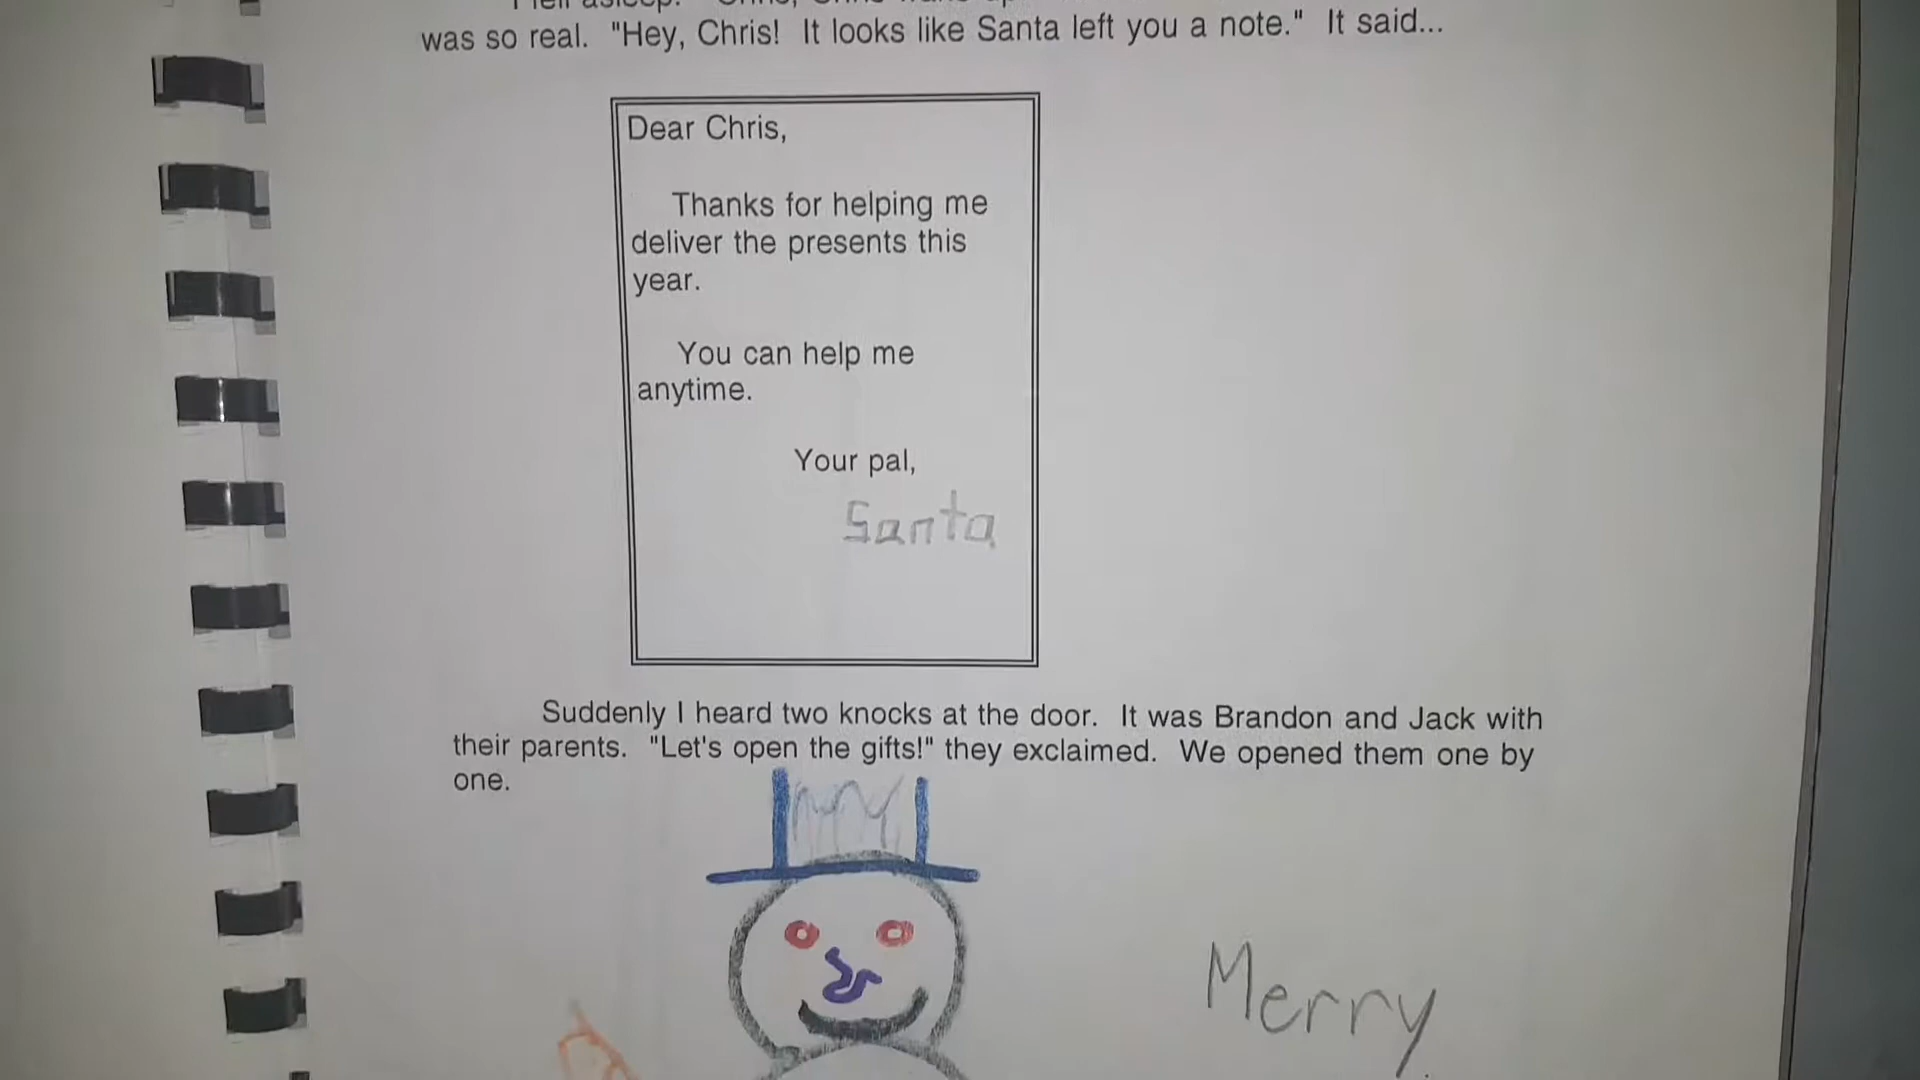 I fell asleep.
was so real. "Hey, Chris! It looks like Santa left you a note." It said...
Dear Chris,
Thanks for helping me
deliver the presents this
year.
You can help me
anytime.
Your pal,
Santa
Suddenly I heard two knocks at the door. It was Brandon and Jack with
their parents. "Let's open the gifts!" they exclaimed. We opened them one by
one.
Merry